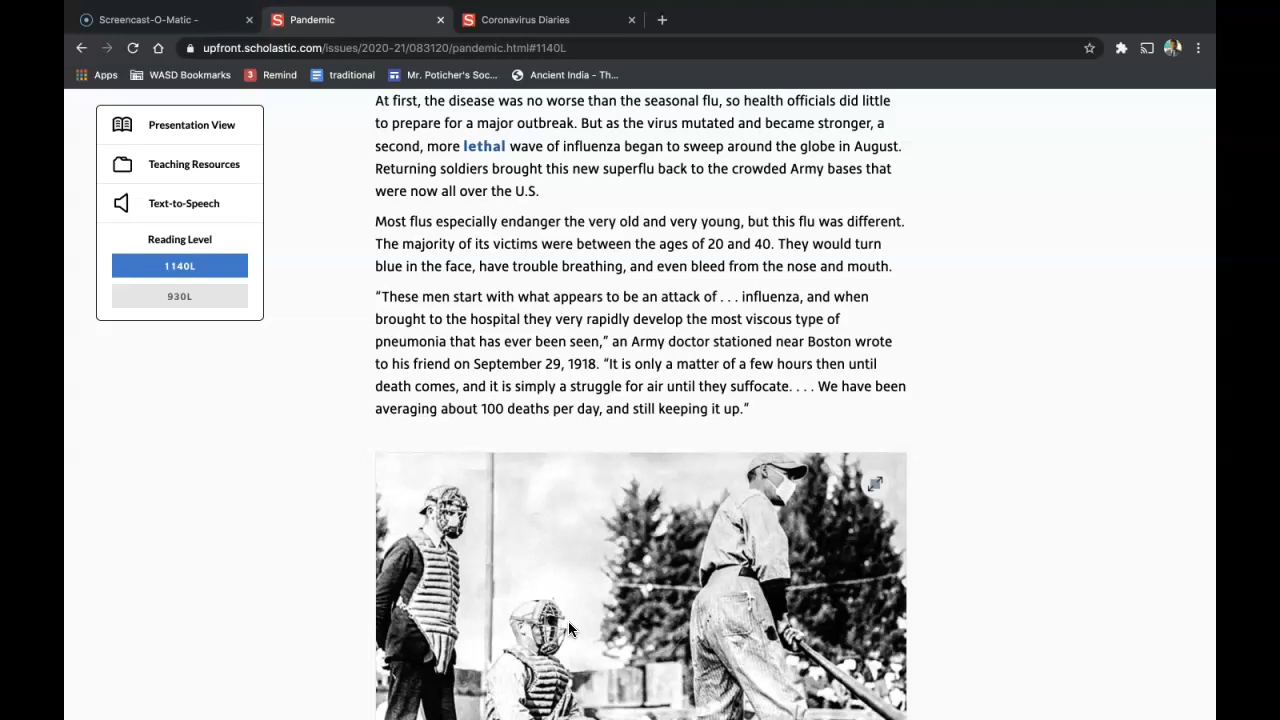 Screencast-O-Matic -
Pandemic
Coronavirus Diaries
upfront.scholastic.com/issues/2020-21/083120/pandemic.html#1140L
Apps
WASD Bookmarks
3 Remind
traditional
Mr. Poticher's Soc...
Ancient India - Th...
Presentation View
Teaching Resources
Text-to-Speech
Reading Level
1140L
930L
At first, the disease was no worse than the seasonal flu, so health officials did little
to prepare for a major outbreak. But as the virus mutated and became stronger, a
second, more lethal wave of influenza began to sweep around the globe in August.
Returning soldiers brought this new superflu back to the crowded Army bases that
were now all over the U.S.
Most flus especially endanger the very old and very young, but this flu was different.
The majority of its victims were between the ages of 20 and 40. They would turn
blue in the face, have trouble breathing, and even bleed from the nose and mouth.
“These men start with what appears to be an attack of . . . influenza, and when
brought to the hospital they very rapidly develop the most viscous type of
pneumonia that has ever been seen,” an Army doctor stationed near Boston wrote
to his friend on September 29, 1918. “It is only a matter of a few hours then until
death comes, and it is simply a struggle for air until they suffocate. . . . We have been
averaging about 100 deaths per day, and still keeping it up.”